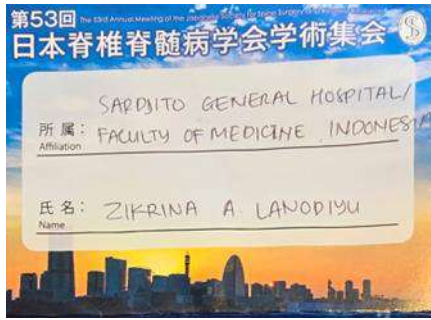 第53回 The 53rd Annual Meeting of the Japanese Society for Spine Surgery and Related Research
日本脊椎脊髄病学会学術集会
SARDJITO GENERAL HOSPITAL/
所属: FACULTY OF MEDICINE INDONESIA
Affiliation
氏名: ZIKRINA A. LANODIYU
Name